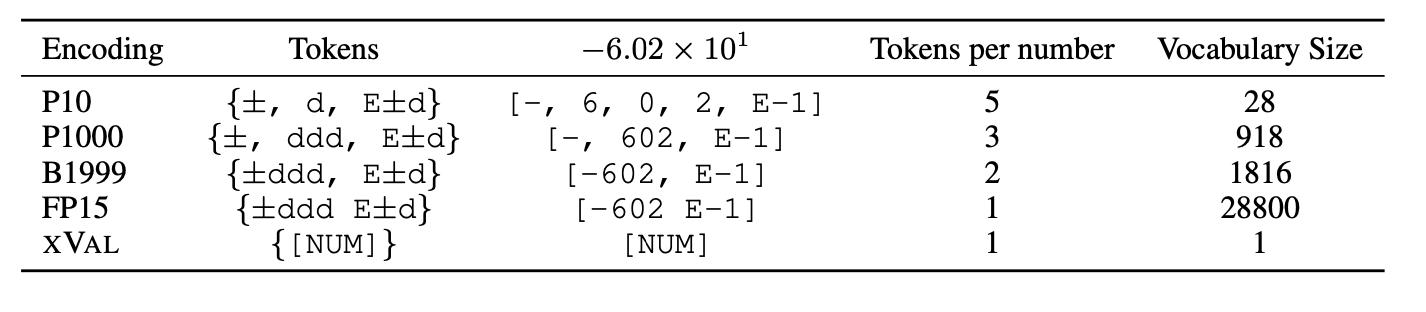 Encoding Tokens −6.02 × 10¹ Tokens per number Vocabulary Size
P10 {±, d, E±d} [-, 6, 0, 2, E-1] 5 28
P1000 {±, ddd, E±d} [-, 602, E-1] 3 918
B1999 {±ddd, E±d} [-602, E-1] 2 1816
FP15 {±ddd E±d} [-602 E-1] 1 28800
XVAL {[NUM]} [NUM] 1 1